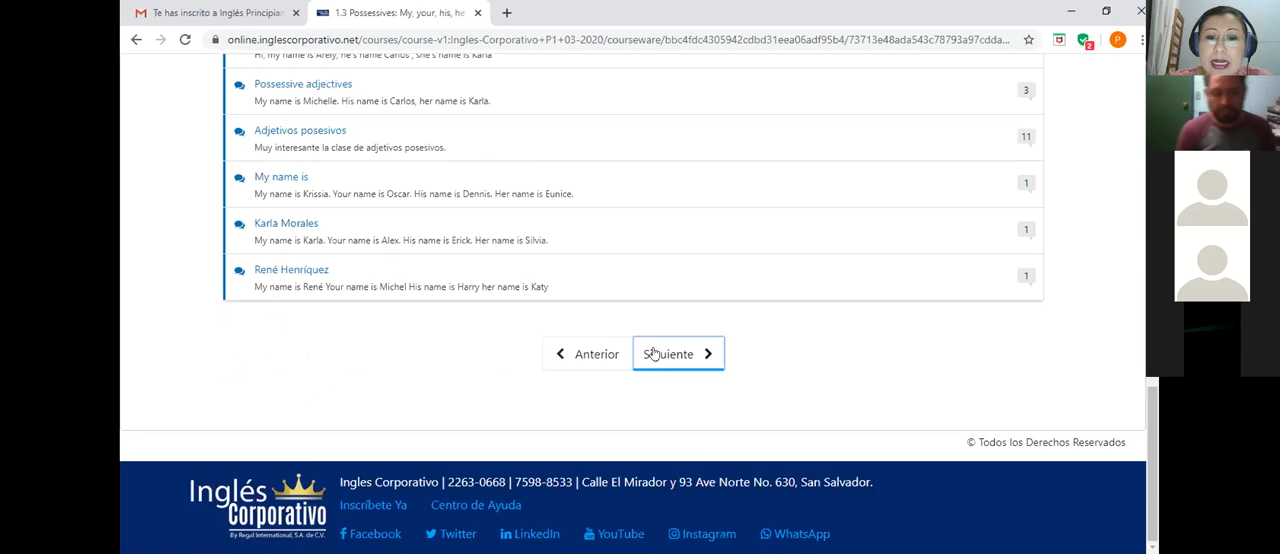 Te has inscrito a Inglés Principian
1.3 Possessives: My, your, his, he
online.inglescorporativo.net/courses/course-v1:Ingles-Corporativo+P1+03-2020/courseware/bbc4fdc4305942cdbd31eea06adf95b4/73713e48ada543c78793a97cdda...
P
2
Hi, my name is Arely, he's name Carlos , she's name is Karla
Possessive adjectives
My name is Michelle. His name is Carlos, her name is Karla.
3
Adjetivos posesivos
Muy interesante la clase de adjetivos posesivos.
11
My name is
My name is Krissia. Your name is Oscar. His name is Dennis. Her name is Eunice.
1
Karla Morales
My name is Karla. Your name is Alex. His name is Erick. Her name is Silvia.
1
René Henríquez
My name is René Your name is Michel His name is Harry her name is Katy
1
Anterior
Siguiente
© Todos los Derechos Reservados
Inglés
Corporativo
By Regal International, S.A. de C.V.
Ingles Corporativo | 2263-0668 | 7598-8533 | Calle El Mirador y 93 Ave Norte No. 630, San Salvador.
Inscríbete Ya
Centro de Ayuda
Facebook
Twitter
LinkedIn
YouTube
Instagram
WhatsApp